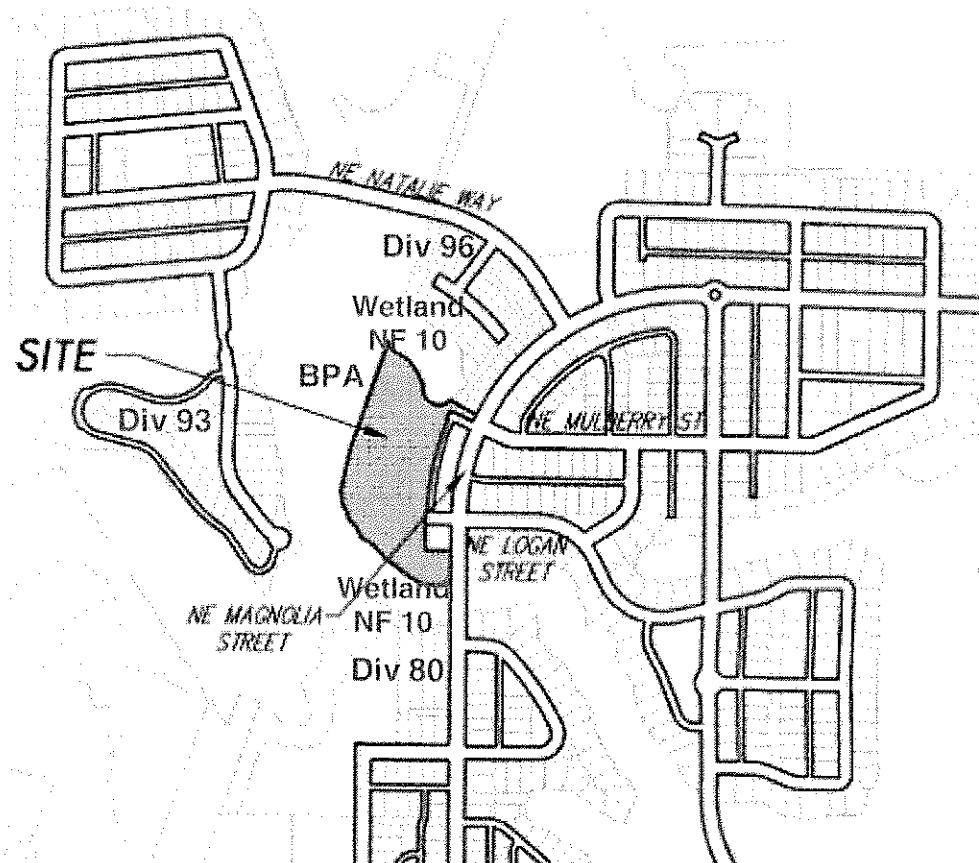 NE NATALIE WAY
Div 96
Wetland
NF 10
SITE
BPA
Div 93
NE MULBERRY ST.
NE LOGAN
STREET
Wetland
NF 10
NE MAGNOLIA
STREET
Div 80